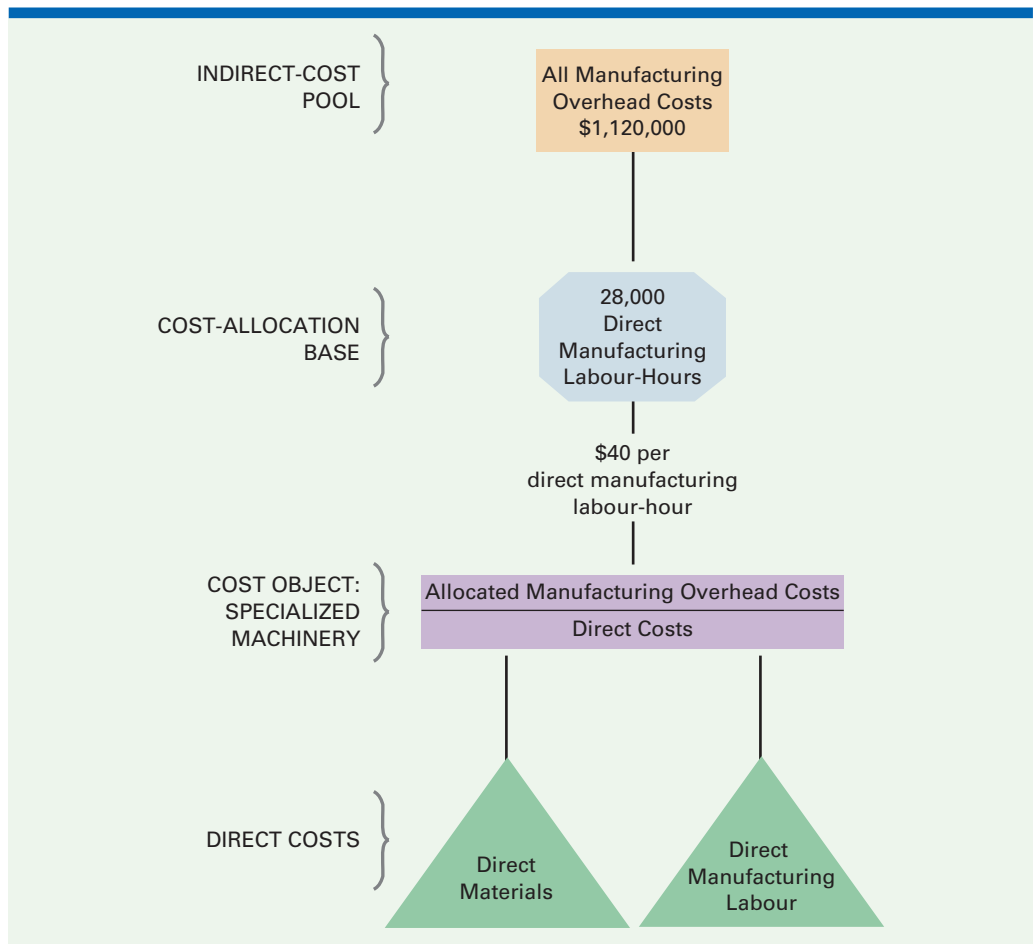 INDIRECT-COST
POOL
All Manufacturing
Overhead Costs
$1,120,000
COST-ALLOCATION
BASE
28,000
Direct
Manufacturing
Labour-Hours
$40 per
direct manufacturing
labour-hour
COST OBJECT:
SPECIALIZED
MACHINERY
Allocated Manufacturing Overhead Costs
Direct Costs
DIRECT COSTS
Direct
Materials
Direct
Manufacturing
Labour